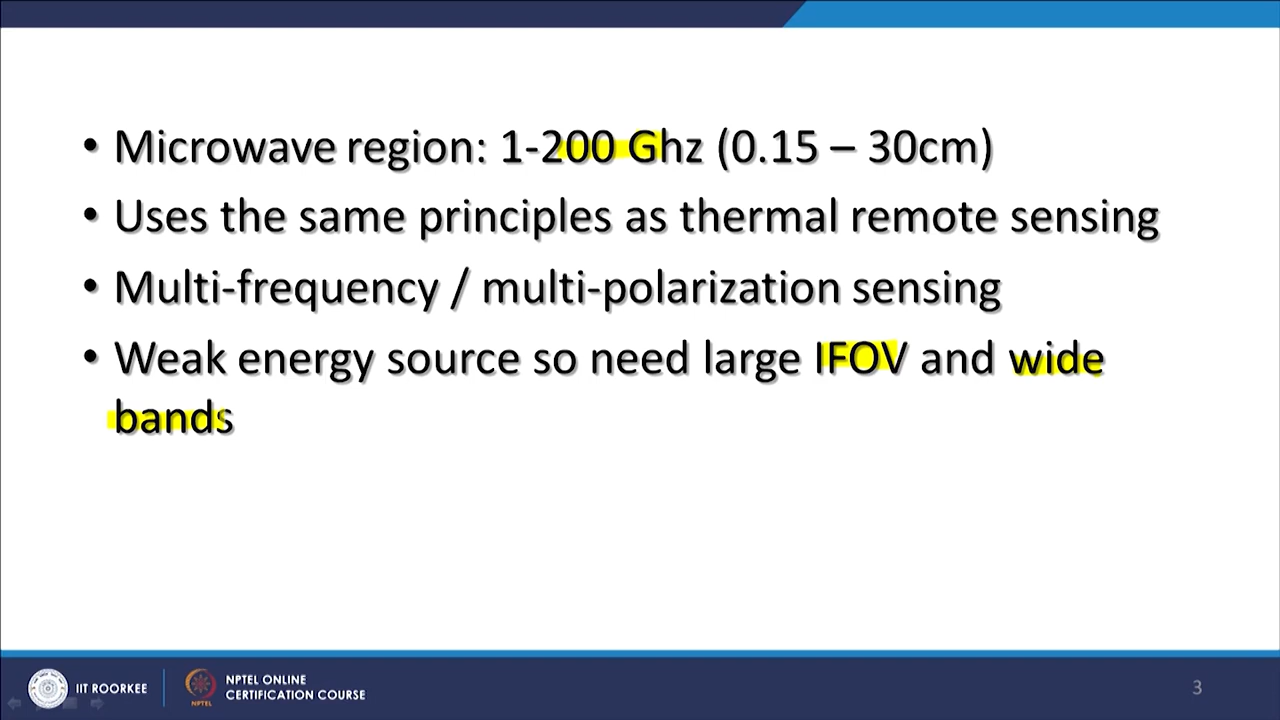 • Microwave region: 1-200 Ghz (0.15 – 30cm)
• Uses the same principles as thermal remote sensing
• Multi-frequency / multi-polarization sensing
• Weak energy source so need large IFOV and wide
bands
IIT ROORKEE
NPTEL
NPTEL ONLINE
CERTIFICATION COURSE
3